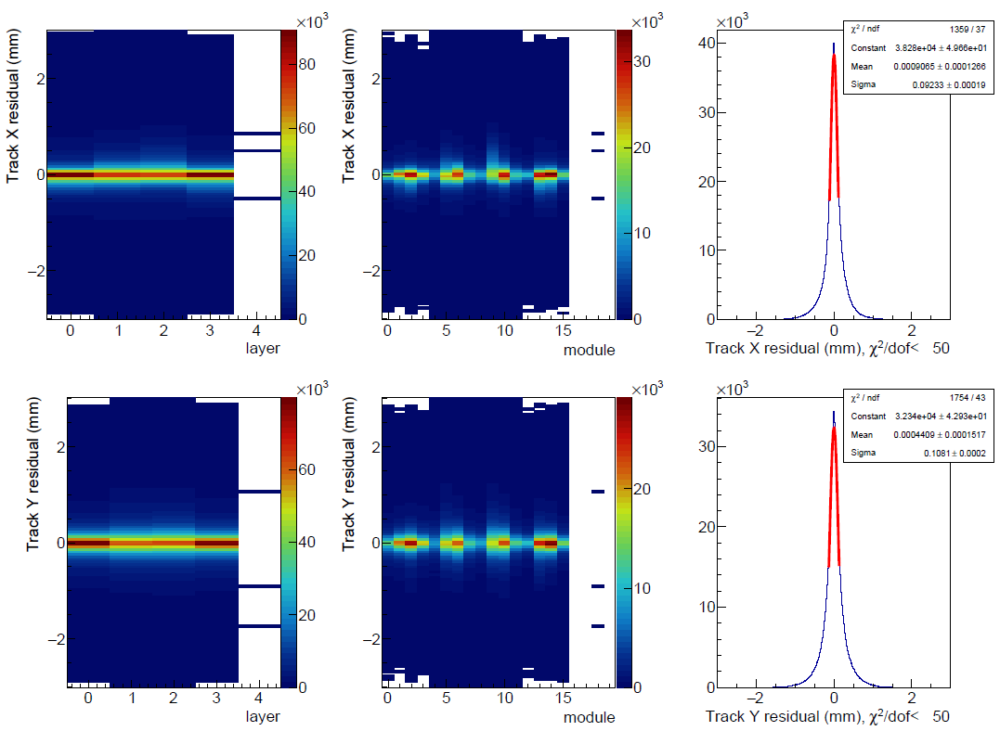 ×10³
Track X residual (mm)
2
0
−2
0 1 2 3 4
layer
80
60
40
20
0
×10³
Track X residual (mm)
2
0
−2
0 5 10 15
module
30
20
10
0
×10³
40
30
20
10
0
−2 0 2
Track X residual (mm), χ²/dof< 50
χ² / ndf 1359 / 37
Constant 3.828e+04 ± 4.966e+01
Mean 0.0009065 ± 0.0001266
Sigma 0.09233 ± 0.00019
×10³
Track Y residual (mm)
2
0
−2
0 1 2 3 4
layer
60
40
20
0
×10³
Track Y residual (mm)
2
0
−2
0 5 10 15
module
20
10
0
×10³
30
20
10
0
−2 0 2
Track Y residual (mm), χ²/dof< 50
χ² / ndf 1754 / 43
Constant 3.234e+04 ± 4.293e+01
Mean 0.0004409 ± 0.0001517
Sigma 0.1081 ± 0.0002